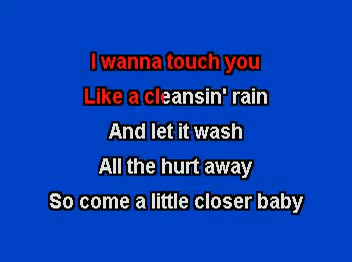 I wanna touch you
Like a cleansin' rain
And let it wash
All the hurt away
So come a little closer baby